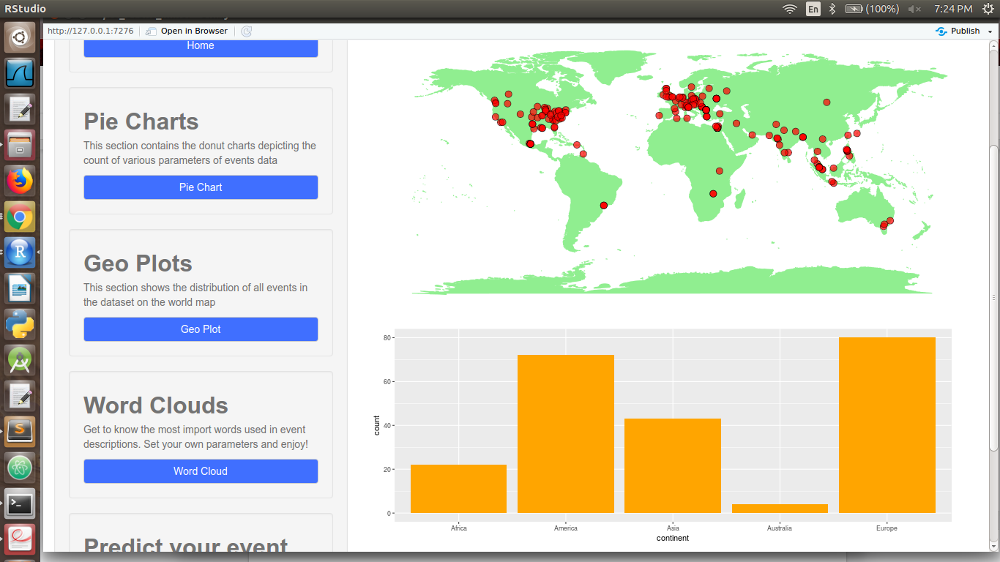 RStudio
En
(100%)
7:24 PM
http://127.0.0.1:7276
Open in Browser
Publish
Home
Pie Charts
This section contains the donut charts depicting the
count of various parameters of events data
Pie Chart
Geo Plots
This section shows the distribution of all events in
the dataset on the world map
Geo Plot
Word Clouds
Get to know the most import words used in event
descriptions. Set your own parameters and enjoy!
Word Cloud
Predict your event
80
60
40
20
0
count
Africa
America
Asia
Australia
Europe
continent
R
S
>_